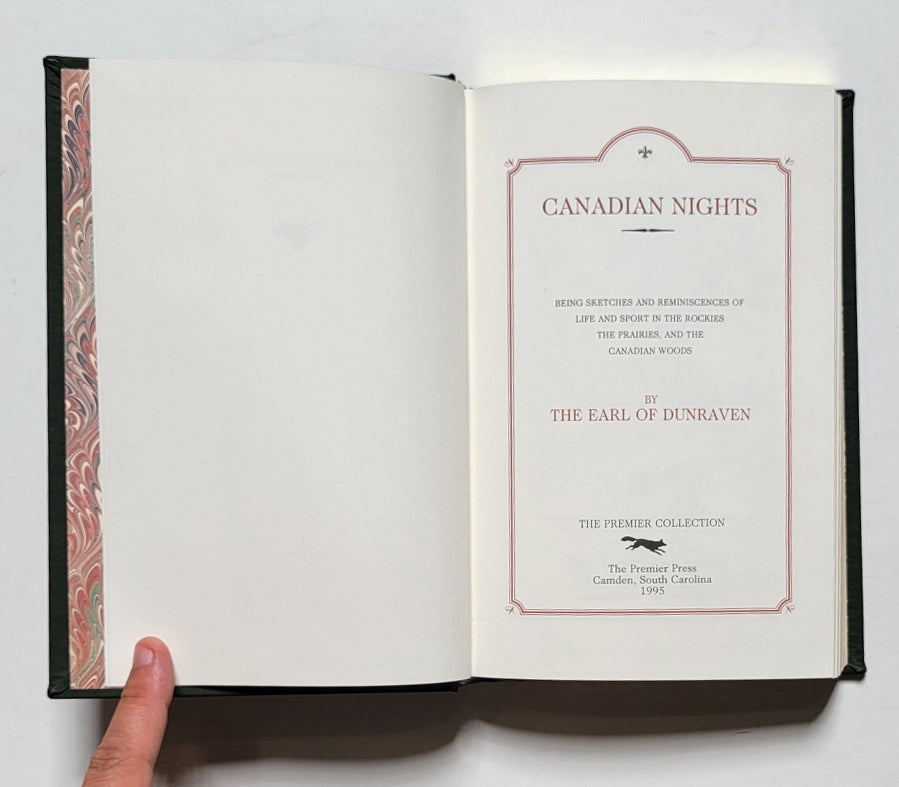 CANADIAN NIGHTS
BEING SKETCHES AND REMINISCENCES OF
LIFE AND SPORT IN THE ROCKIES
THE PRAIRIES, AND THE
CANADIAN WOODS
BY
THE EARL OF DUNRAVEN
THE PREMIER COLLECTION
The Premier Press
Camden, South Carolina
1995